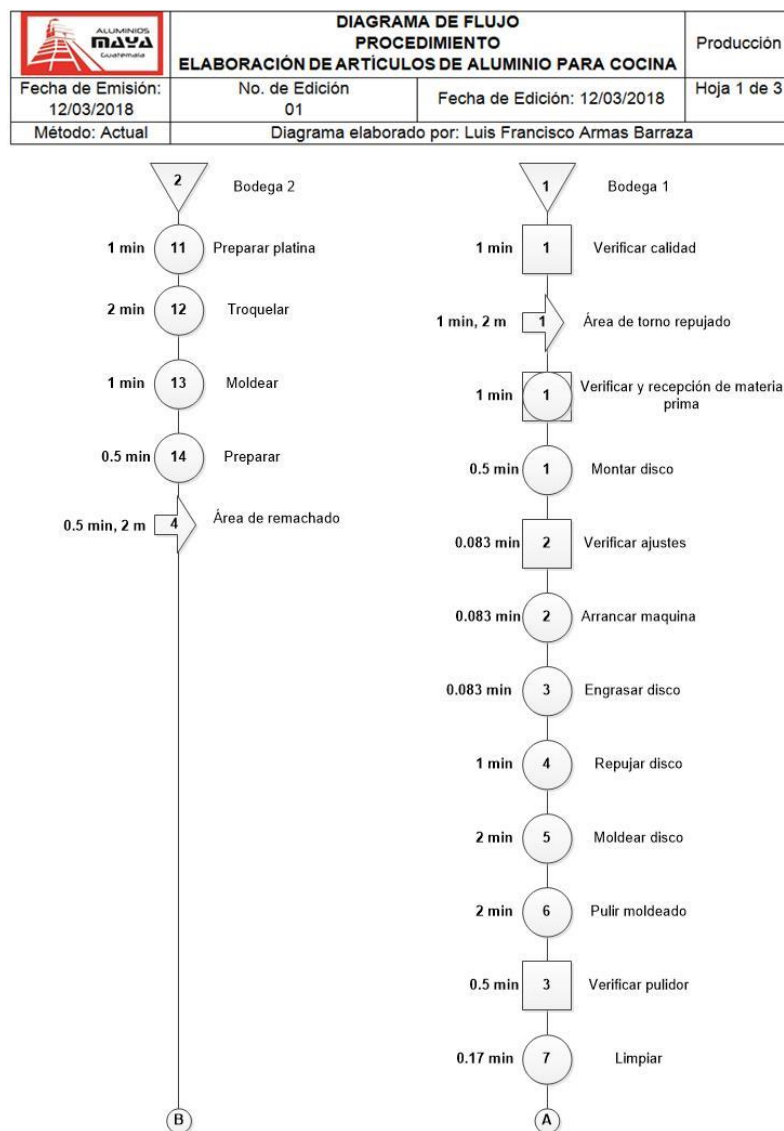 ALUMINIOS
MAYA
Guatemala
DIAGRAMA DE FLUJO
PROCEDIMIENTO
ELABORACIÓN DE ARTÍCULOS DE ALUMINIO PARA COCINA
Producción
Fecha de Emisión:
12/03/2018
No. de Edición
01
Fecha de Edición: 12/03/2018
Hoja 1 de 3
Método: Actual
Diagrama elaborado por: Luis Francisco Armas Barraza
2 Bodega 2
1 min 11 Preparar platina
2 min 12 Troquelar
1 min 13 Moldear
0.5 min 14 Preparar
0.5 min, 2 m 4 Área de remachado
B
1 Bodega 1
1 min 1 Verificar calidad
1 min, 2 m 1 Área de torno repujado
1 min 1 Verificar y recepción de materia
prima
0.5 min 1 Montar disco
0.083 min 2 Verificar ajustes
0.083 min 2 Arrancar maquina
0.083 min 3 Engrasar disco
1 min 4 Repujar disco
2 min 5 Moldear disco
2 min 6 Pulir moldeado
0.5 min 3 Verificar pulidor
0.17 min 7 Limpiar
A